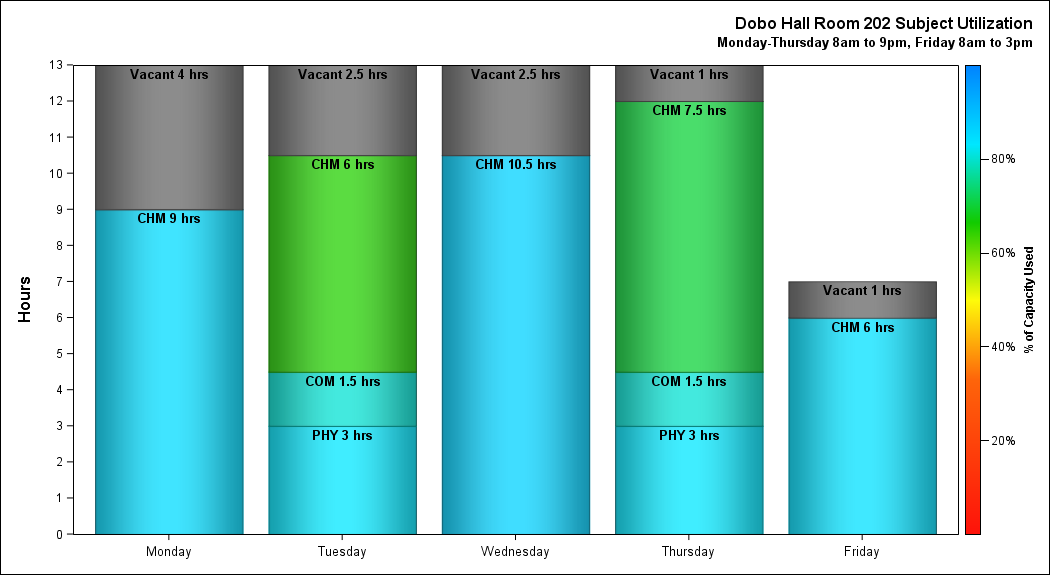 Dobo Hall Room 202 Subject Utilization
Monday-Thursday 8am to 9pm, Friday 8am to 3pm
Hours
13
12
11
10
9
8
7
6
5
4
3
2
1
0
Vacant 4 hrs
CHM 9 hrs
Vacant 2.5 hrs
CHM 6 hrs
COM 1.5 hrs
PHY 3 hrs
Vacant 2.5 hrs
CHM 10.5 hrs
Vacant 1 hrs
CHM 7.5 hrs
COM 1.5 hrs
PHY 3 hrs
Vacant 1 hrs
CHM 6 hrs
Monday
Tuesday
Wednesday
Thursday
Friday
80%
60%
40%
20%
% of Capacity Used